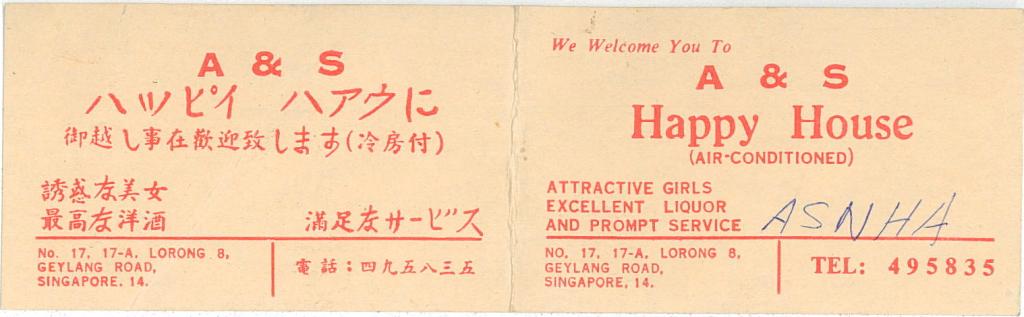 A & S
ハッピイ ハアウに
御越し事在歡迎致します(冷房付)
誘惑な美女
最高な洋酒
滿足なサービス
No. 17, 17-A, LORONG 8,
GEYLANG ROAD,
SINGAPORE, 14.
電話:四九五八三五
We Welcome You To
A & S
Happy House
(AIR-CONDITIONED)
ATTRACTIVE GIRLS
EXCELLENT LIQUOR
AND PROMPT SERVICE
ASNHA
NO. 17, 17-A, LORONG 8,
GEYLANG ROAD,
SINGAPORE, 14.
TEL: 495835